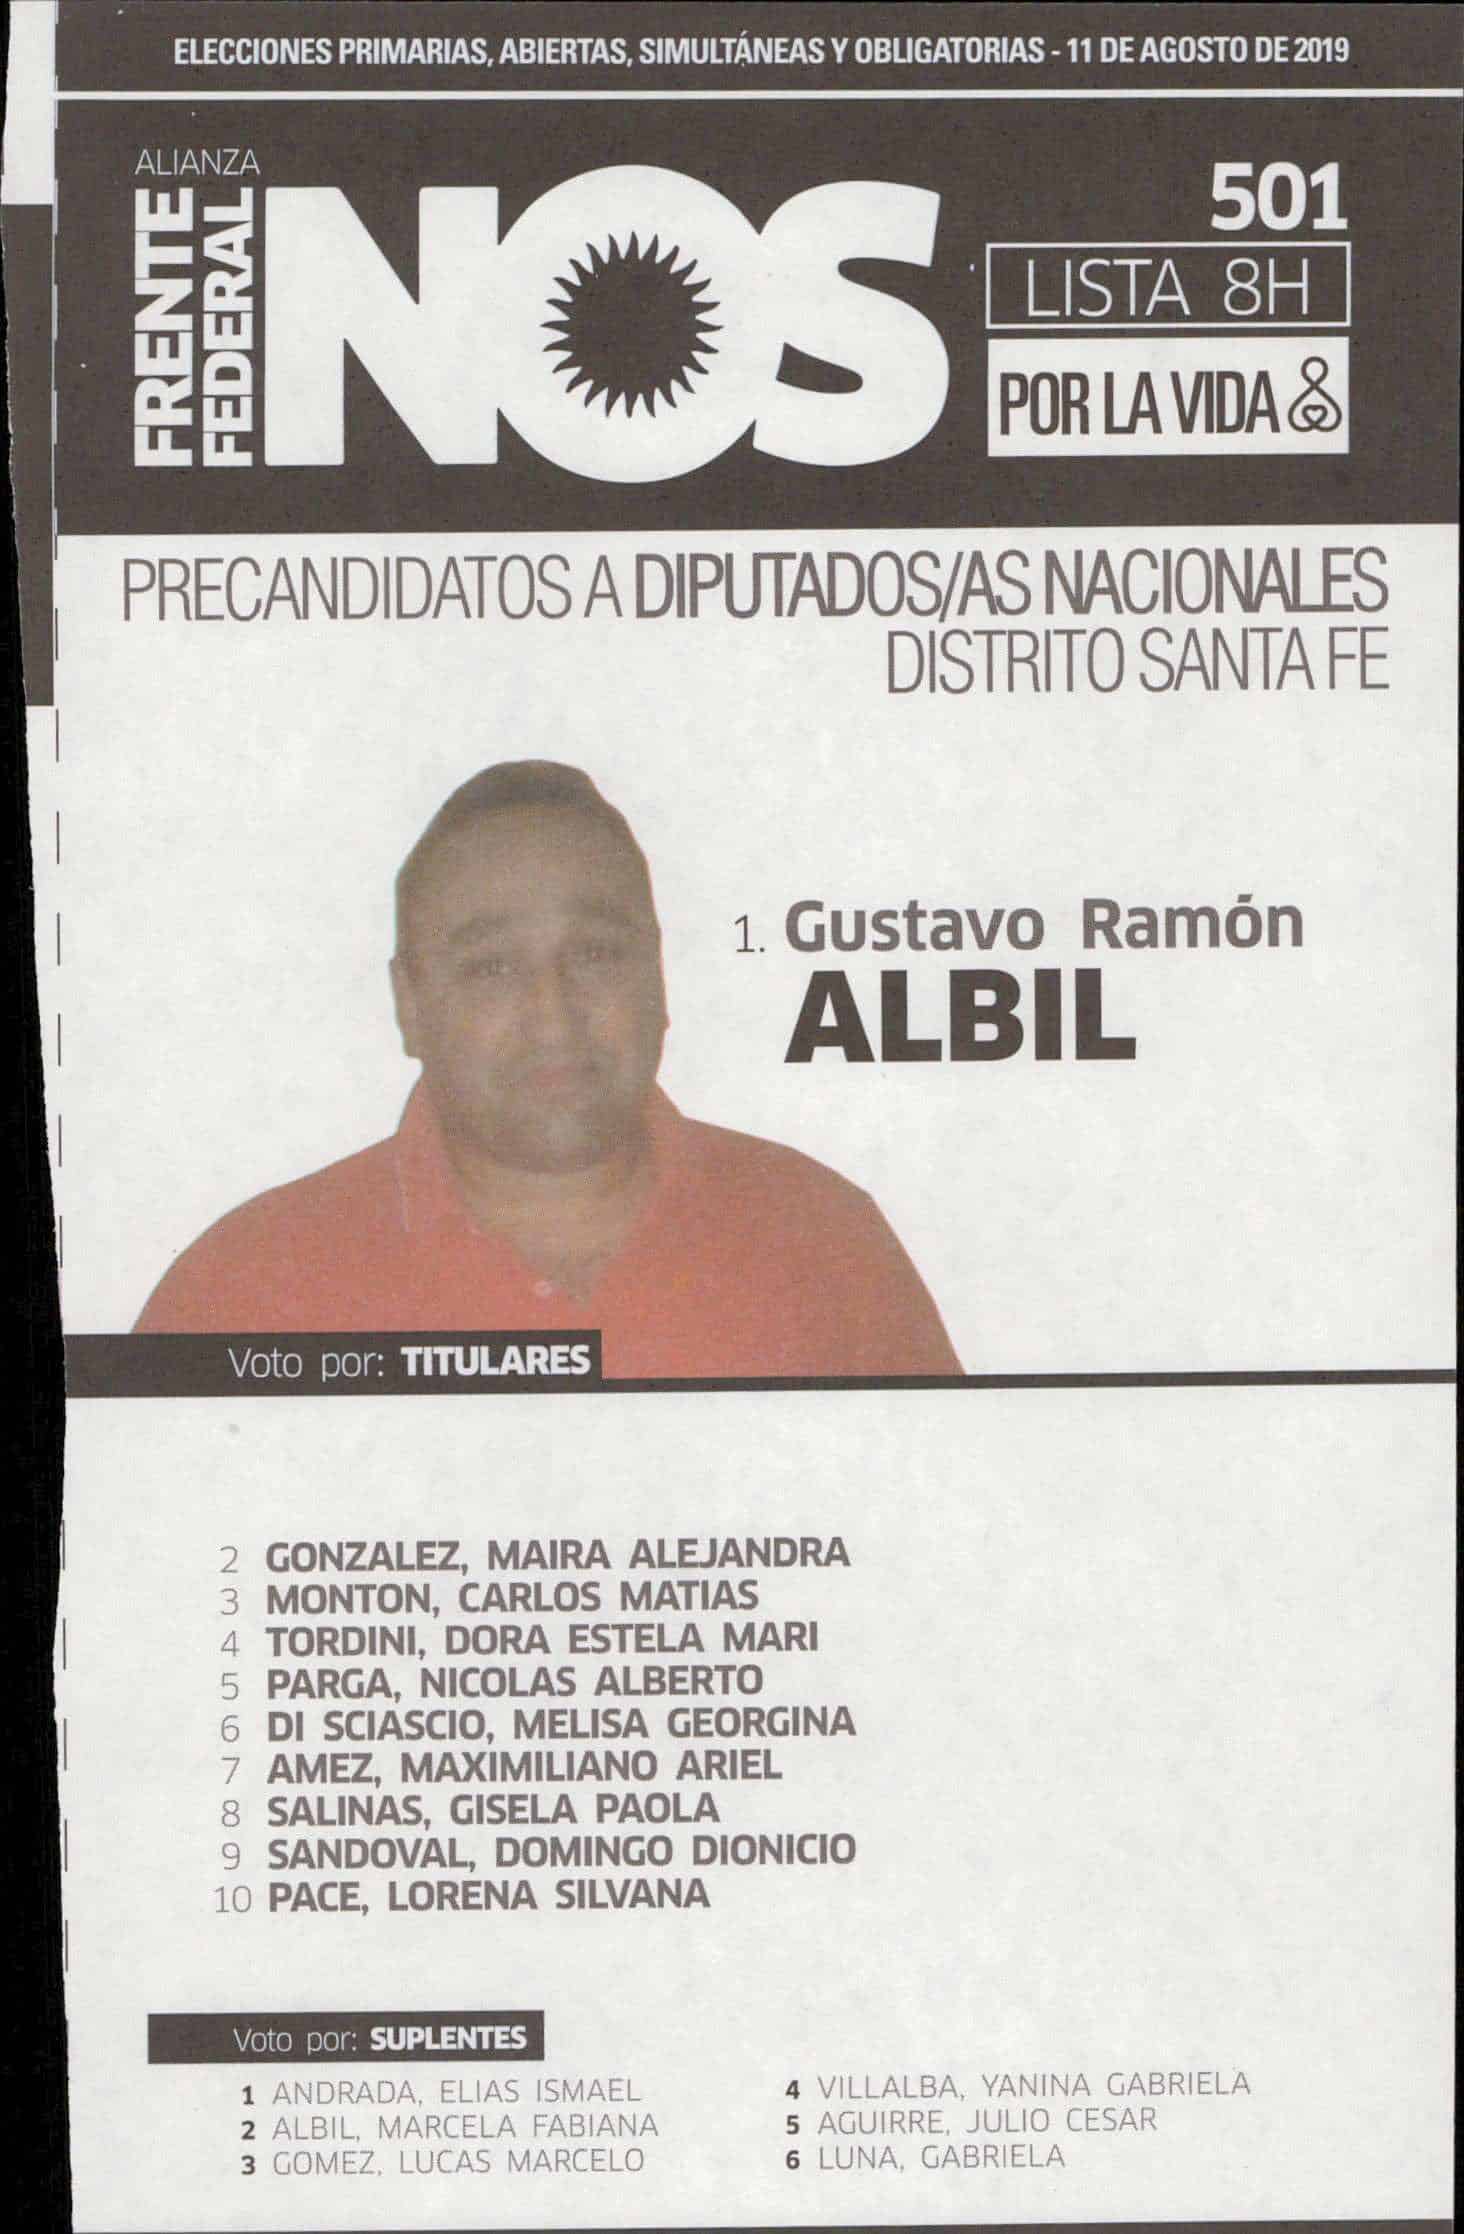 ELECCIONES PRIMARIAS, ABIERTAS, SIMULTÁNEAS Y OBLIGATORIAS - 11 DE AGOSTO DE 2019
ALIANZA
FRENTE
FEDERAL
NOS
501
LISTA 8H
POR LA VIDA
PRECANDIDATOS A DIPUTADOS/AS NACIONALES
DISTRITO SANTA FE
1. Gustavo Ramón
ALBIL
Voto por: TITULARES
2 GONZALEZ, MAIRA ALEJANDRA
3 MONTON, CARLOS MATIAS
4 TORDINI, DORA ESTELA MARI
5 PARGA, NICOLAS ALBERTO
6 DI SCIASCIO, MELISA GEORGINA
7 AMEZ, MAXIMILIANO ARIEL
8 SALINAS, GISELA PAOLA
9 SANDOVAL, DOMINGO DIONICIO
10 PACE, LORENA SILVANA
Voto por: SUPLENTES
1 ANDRADA, ELIAS ISMAEL
2 ALBIL, MARCELA FABIANA
3 GOMEZ, LUCAS MARCELO
4 VILLALBA, YANINA GABRIELA
5 AGUIRRE, JULIO CESAR
6 LUNA, GABRIELA